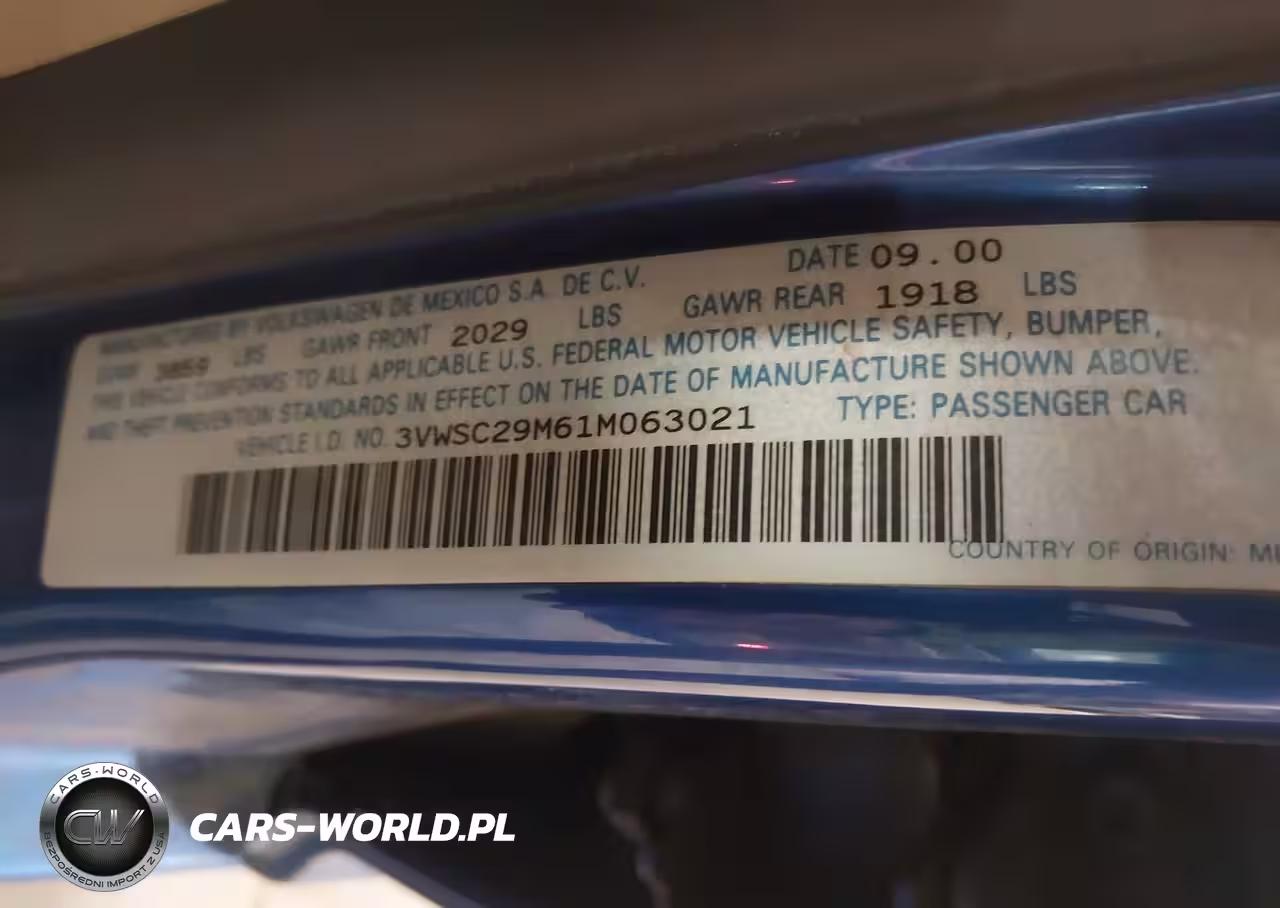 MANUFACTURED BY VOLKSWAGEN DE MEXICO S.A. DE C.V. DATE 09.00
GVWR 3859 LBS GAWR FRONT 2029 LBS GAWR REAR 1918 LBS
THIS VEHICLE CONFORMS TO ALL APPLICABLE U.S. FEDERAL MOTOR VEHICLE SAFETY, BUMPER,
AND THEFT PREVENTION STANDARDS IN EFFECT ON THE DATE OF MANUFACTURE SHOWN ABOVE.
VEHICLE I.D. NO. 3VWSC29M61M063021 TYPE: PASSENGER CAR
COUNTRY OF ORIGIN:
CARS-WORLD
CW
BEZPOŚREDNI IMPORT Z USA
CARS-WORLD.PL